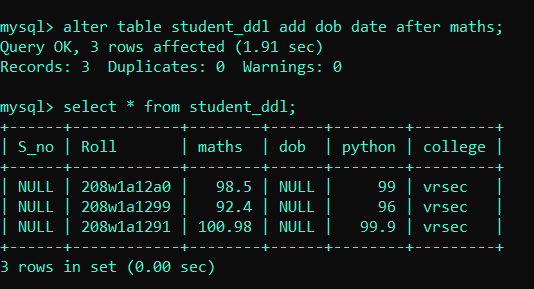 mysql> alter table student_ddl add dob date after maths;
Query OK, 3 rows affected (1.91 sec)
Records: 3  Duplicates: 0  Warnings: 0

mysql> select * from student_ddl;
+------+------------+--------+------+--------+---------+
| S_no | Roll       | maths  | dob  | python | college |
+------+------------+--------+------+--------+---------+
| NULL | 208w1a12a0 |   98.5 | NULL |     99 | vrsec   |
| NULL | 208w1a1299 |   92.4 | NULL |     96 | vrsec   |
| NULL | 208w1a1291 | 100.98 | NULL |   99.9 | vrsec   |
+------+------------+--------+------+--------+---------+
3 rows in set (0.00 sec)